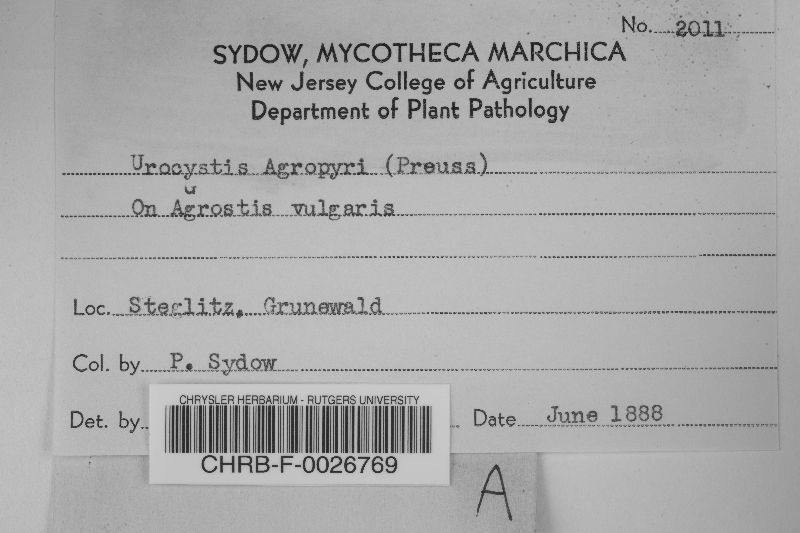 No. 2011
SYDOW, MYCOTHECA MARCHICA
New Jersey College of Agriculture
Department of Plant Pathology
Urocystis Agropyri (Preuss)
On Agrostis vulgaris
Loc. Steglitz, Grunewald
Col. by P. Sydow
Det. by
Date June 1888
CHRYSLER HERBARIUM - RUTGERS UNIVERSITY
CHRB-F-0026769
A